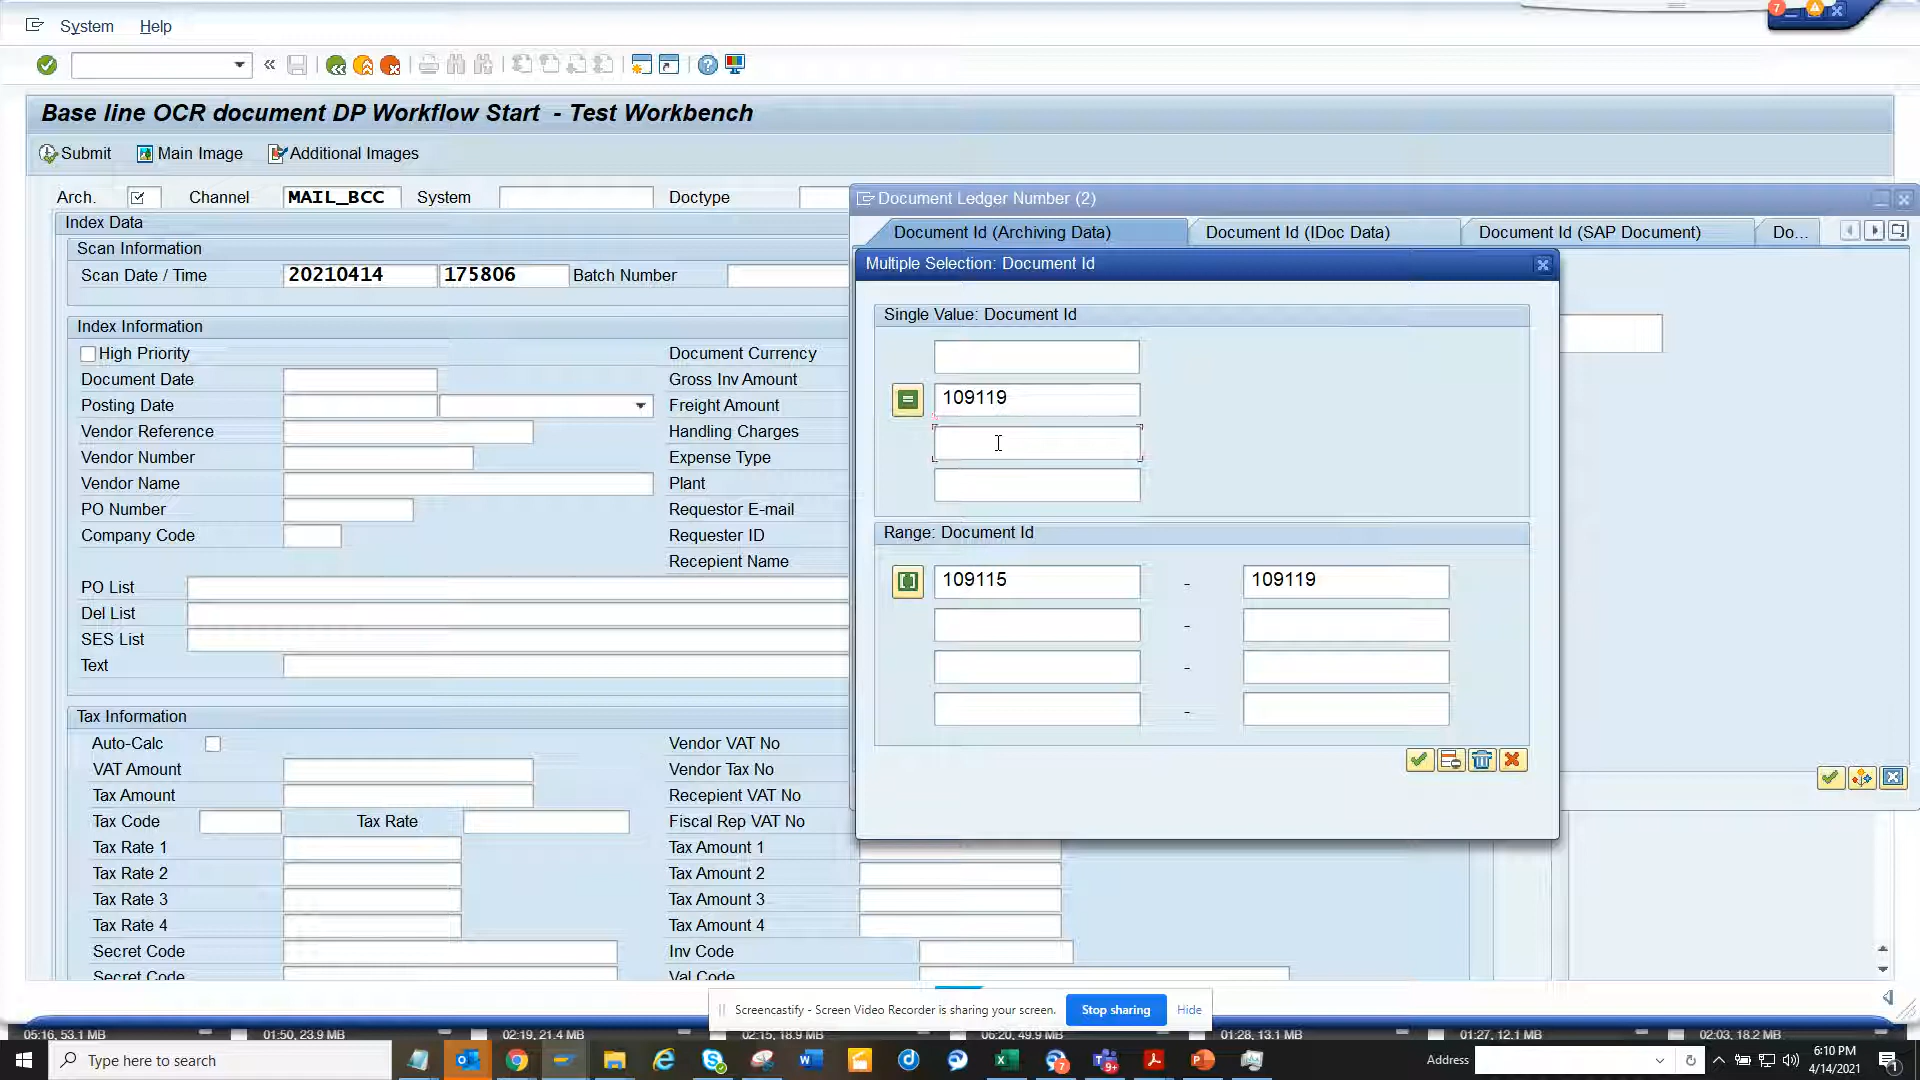 System Help
7
Base line OCR document DP Workflow Start - Test Workbench
Submit Main Image Additional Images
Arch. Channel MAIL_BCC System Doctype
Index Data
Scan Information
Scan Date / Time 20210414 175806 Batch Number
Index Information
High Priority Document Currency
Document Date Gross Inv Amount
Posting Date Freight Amount
Vendor Reference Handling Charges
Vendor Number Expense Type
Vendor Name Plant
PO Number Requestor E-mail
Company Code Requester ID
Recepient Name
PO List
Del List
SES List
Text
Tax Information
Auto-Calc Vendor VAT No
VAT Amount Vendor Tax No
Tax Amount Recepient VAT No
Tax Code Tax Rate Fiscal Rep VAT No
Tax Rate 1 Tax Amount 1
Tax Rate 2 Tax Amount 2
Tax Rate 3 Tax Amount 3
Tax Rate 4 Tax Amount 4
Secret Code Inv Code
Secret Code Val Code
Document Ledger Number (2)
Document Id (Archiving Data) Document Id (IDoc Data) Document Id (SAP Document) Do...
Multiple Selection: Document Id
Single Value: Document Id
109119
Range: Document Id
109115 - 109119
-
-
-
Screencastify - Screen Video Recorder is sharing your screen. Stop sharing Hide
05:16, 53.1 MB 01:50, 23.9 MB 02:19, 21.4 MB 02:15, 18.9 MB 06:20, 49.9 MB 01:28, 13.1 MB 01:27, 12.1 MB 02:03, 18.2 MB
Type here to search
7
9+
Address
6:10 PM
4/14/2021
1